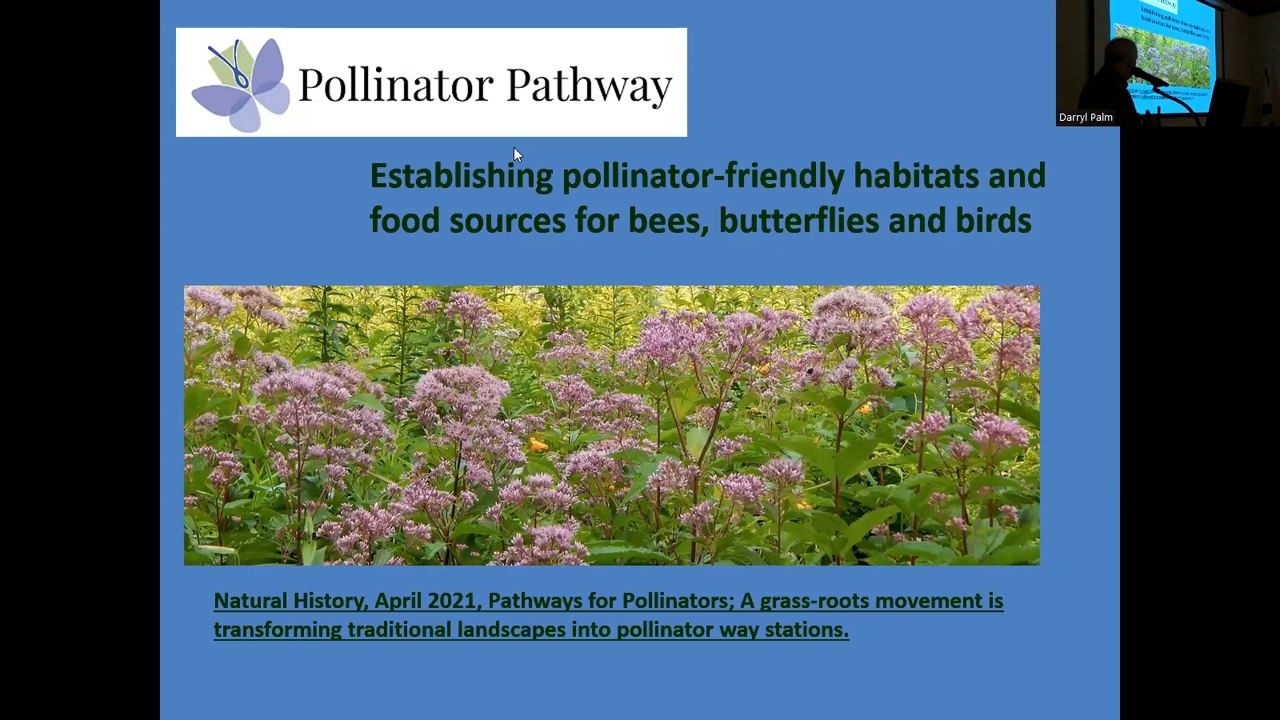 Pollinator Pathway
Darryl Palm
Establishing pollinator-friendly habitats and
food sources for bees, butterflies and birds
Natural History, April 2021, Pathways for Pollinators; A grass-roots movement is
transforming traditional landscapes into pollinator way stations.